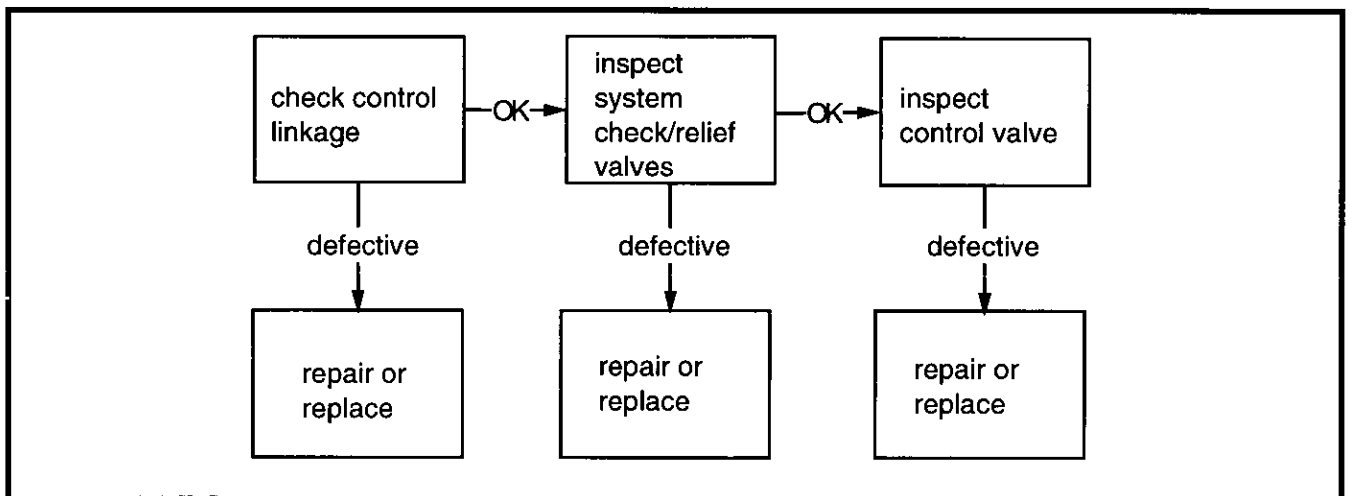 check control
linkage
OK
inspect
system
check/relief
valves
OK
inspect
control valve
defective
defective
defective
repair or
replace
repair or
replace
repair or
replace